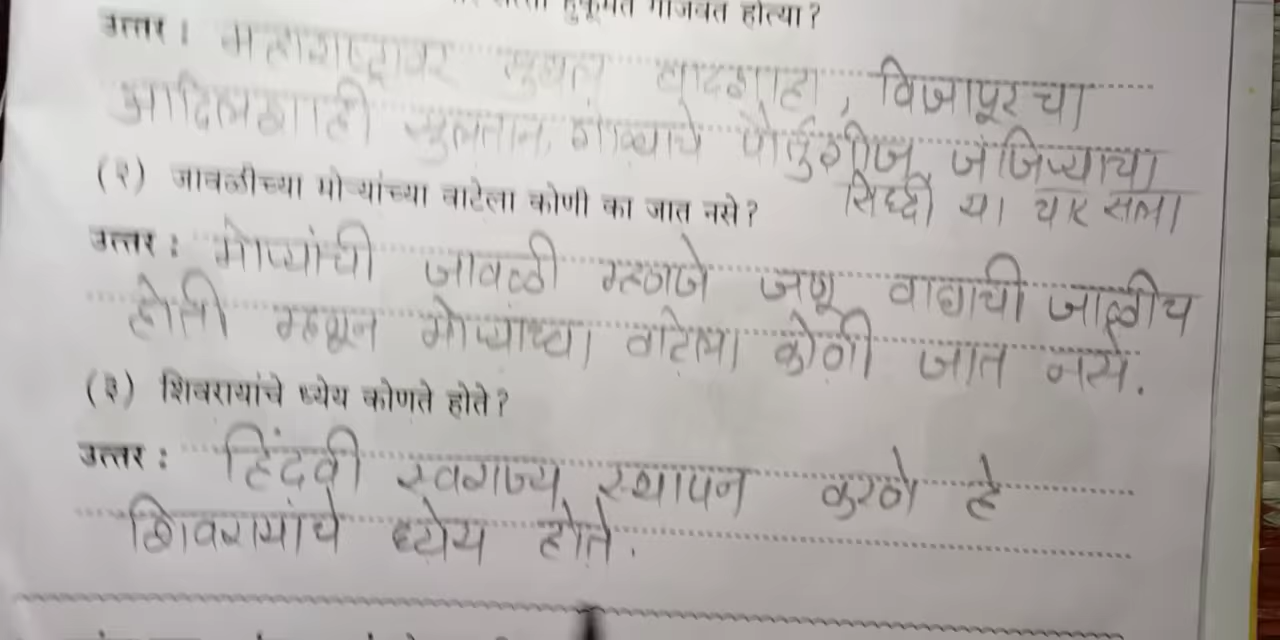 हुकूमत गाजवत होत्या?
उत्तर : महाराष्ट्रावर मुघल बादशाहा, विजापूरचा
आदिलशाही सुलतान, गोव्याचे पोर्तुगीज, जंजिऱ्याचा
सिध्दी या चार सत्ता
(२) जावळीच्या मोऱ्यांच्या वाटेला कोणी का जात नसे?
उत्तर : मोऱ्यांची जावळी म्हणजे जणू वाघाची जाळीच
होती म्हणून मोऱ्यांच्या वाटेला कोणी जात नसे.
(३) शिवरायांचे ध्येय कोणते होते?
उत्तर : हिंदवी स्वराज्य स्थापन करणे हे
शिवरायांचे ध्येय होते.